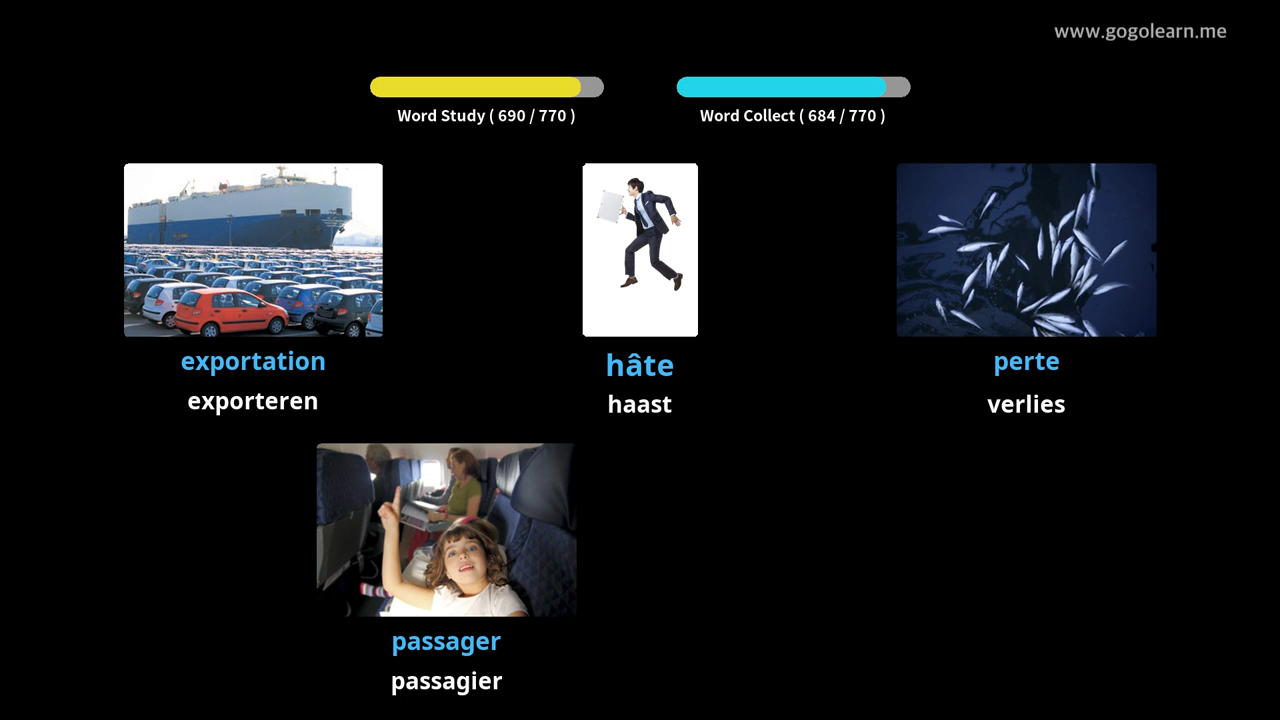 www.gogolearn.me
Word Study ( 690 / 770 )
Word Collect ( 684 / 770 )
exportation
exporteren
hâte
haast
perte
verlies
passager
passagier